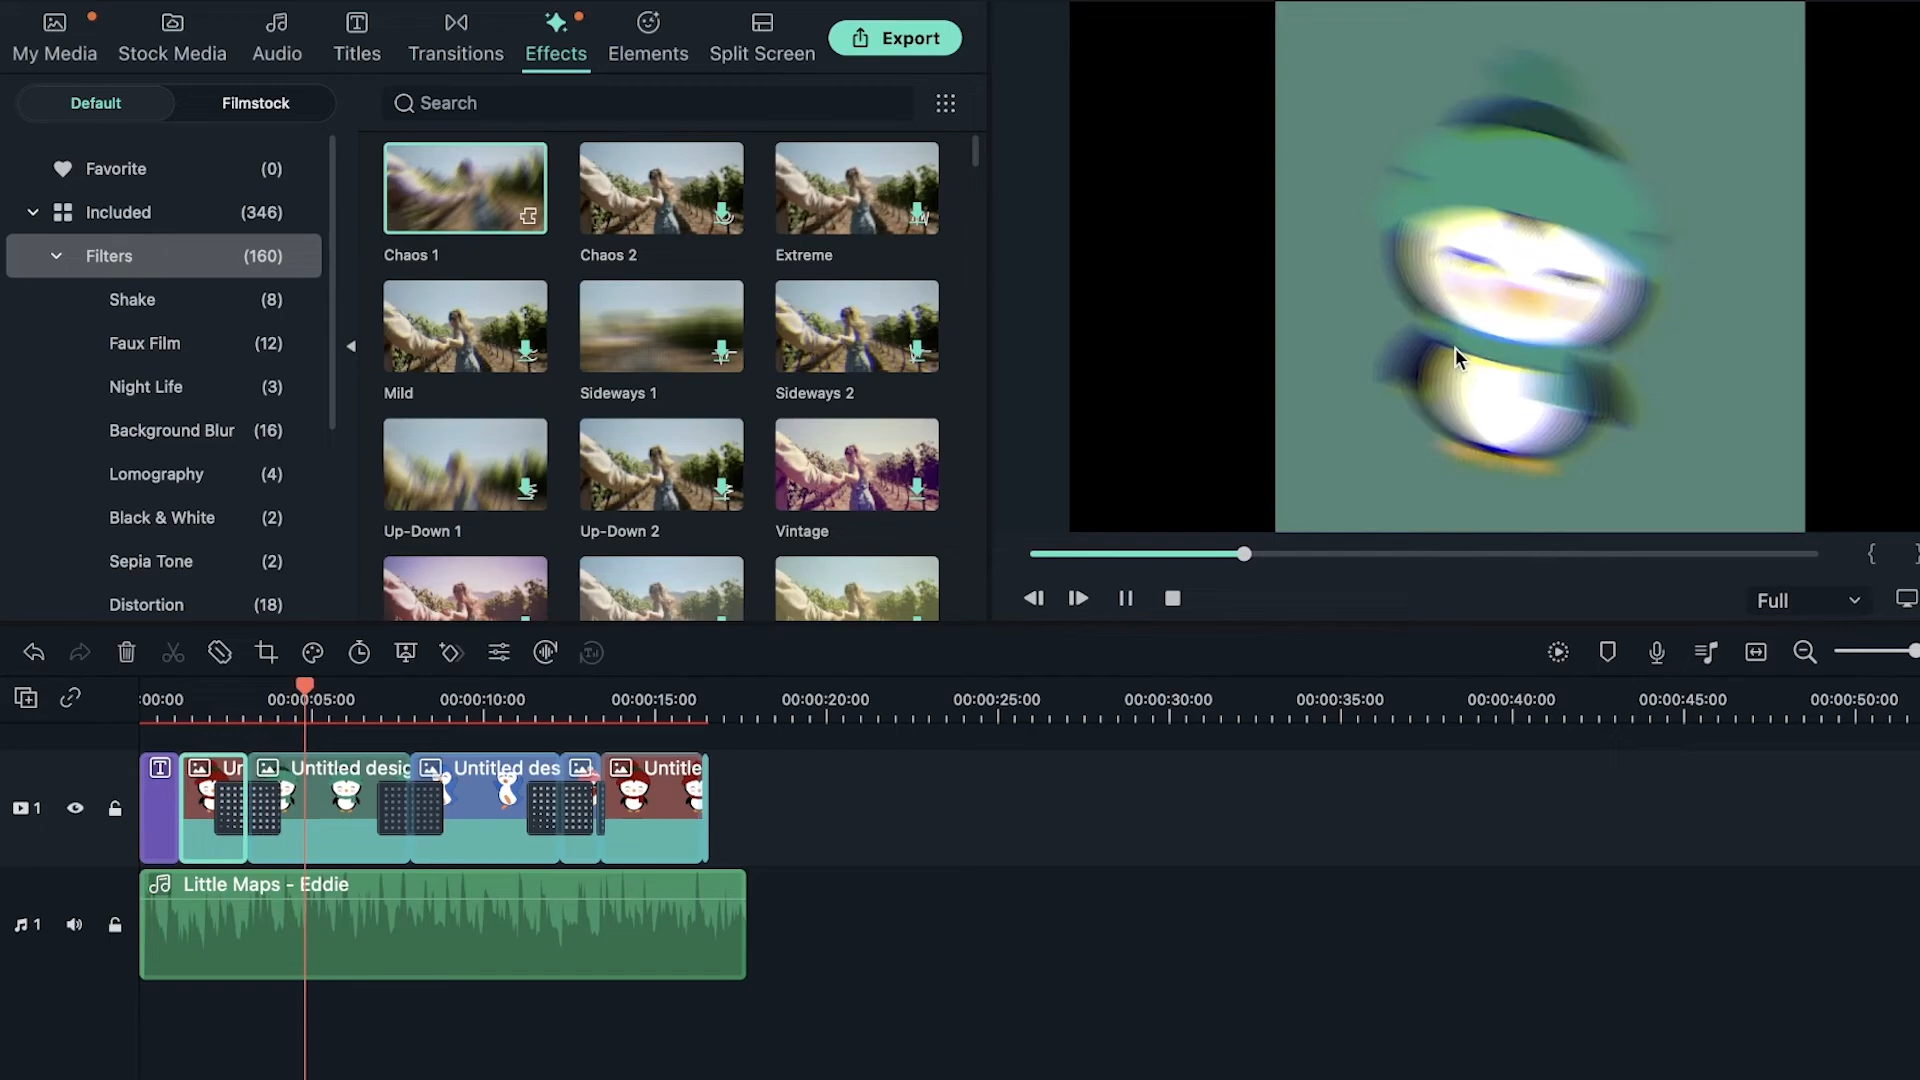 My Media
Stock Media
Audio
Titles
Transitions
Effects
Elements
Split Screen
Export
Default
Filmstock
Search
Favorite (0)
Included (346)
Filters (160)
Shake (8)
Faux Film (12)
Night Life (3)
Background Blur (16)
Lomography (4)
Black & White (2)
Sepia Tone (2)
Distortion (18)
Chaos 1
Chaos 2
Extreme
Mild
Sideways 1
Sideways 2
Up-Down 1
Up-Down 2
Vintage
Full
:00:00
00:00:05:00
00:00:10:00
00:00:15:00
00:00:20:00
00:00:25:00
00:00:30:00
00:00:35:00
00:00:40:00
00:00:45:00
00:00:50:00
T
Ur
Untitled desig
Untitled des
Untitle
1
Little Maps - Eddie
1